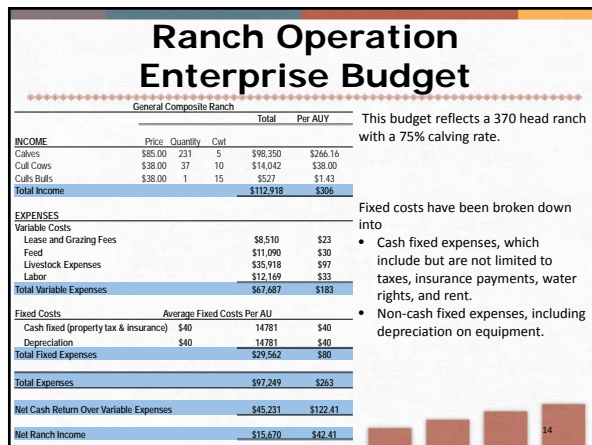 Ranch Operation
Enterprise Budget
General Composite Ranch
Total Per AUY
INCOME Price Quantity Cwt
Calves $85.00 231 5 $98,350 $266.16
Cull Cows $38.00 37 10 $14,042 $38.00
Culls Bulls $38.00 1 15 $527 $1.43
Total Income $112,918 $306
EXPENSES
Variable Costs
Lease and Grazing Fees $8,510 $23
Feed $11,090 $30
Livestock Expenses $35,918 $97
Labor $12,169 $33
Total Variable Expenses $67,687 $183
Fixed Costs Average Fixed Costs Per AU
Cash fixed (property tax & insurance) $40 14781 $40
Depreciation $40 14781 $40
Total Fixed Expenses $29,562 $80
Total Expenses $97,249 $263
Net Cash Return Over Variable Expenses $45,231 $122.41
Net Ranch Income $15,670 $42.41
This budget reflects a 370 head ranch
with a 75% calving rate.
Fixed costs have been broken down
into
• Cash fixed expenses, which
include but are not limited to
taxes, insurance payments, water
rights, and rent.
• Non-cash fixed expenses, including
depreciation on equipment.
14